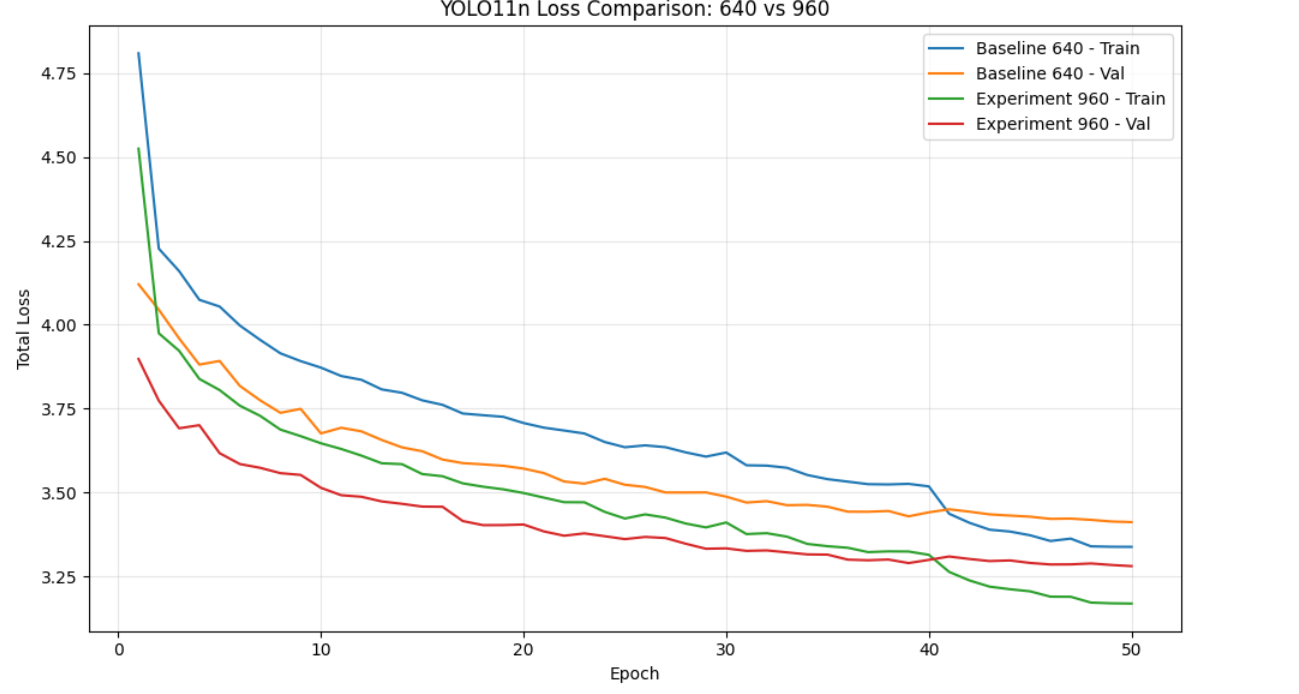 YOLO11n Loss Comparison: 640 vs 960
Baseline 640 - Train
Baseline 640 - Val
Experiment 960 - Train
Experiment 960 - Val
Total Loss
4.75
4.50
4.25
4.00
3.75
3.50
3.25
0 10 20 30 40 50
Epoch